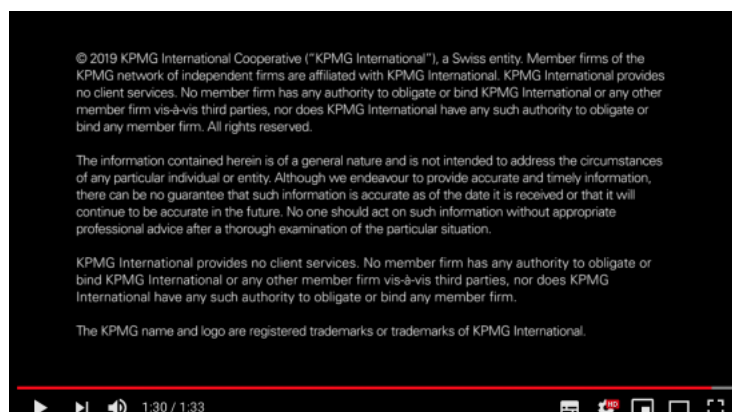 © 2019 KPMG International Cooperative ("KPMG International"), a Swiss entity. Member firms of the
KPMG network of independent firms are affiliated with KPMG International. KPMG International provides
no client services. No member firm has any authority to obligate or bind KPMG International or any other
member firm vis-à-vis third parties, nor does KPMG International have any such authority to obligate or
bind any member firm. All rights reserved.
The information contained herein is of a general nature and is not intended to address the circumstances
of any particular individual or entity. Although we endeavour to provide accurate and timely information,
there can be no guarantee that such information is accurate as of the date it is received or that it will
continue to be accurate in the future. No one should act on such information without appropriate
professional advice after a thorough examination of the particular situation.
KPMG International provides no client services. No member firm has any authority to obligate or
bind KPMG International or any other member firm vis-à-vis third parties, nor does KPMG
International have any such authority to obligate or bind any member firm.
The KPMG name and logo are registered trademarks or trademarks of KPMG International.
1:30 / 1:33 HD